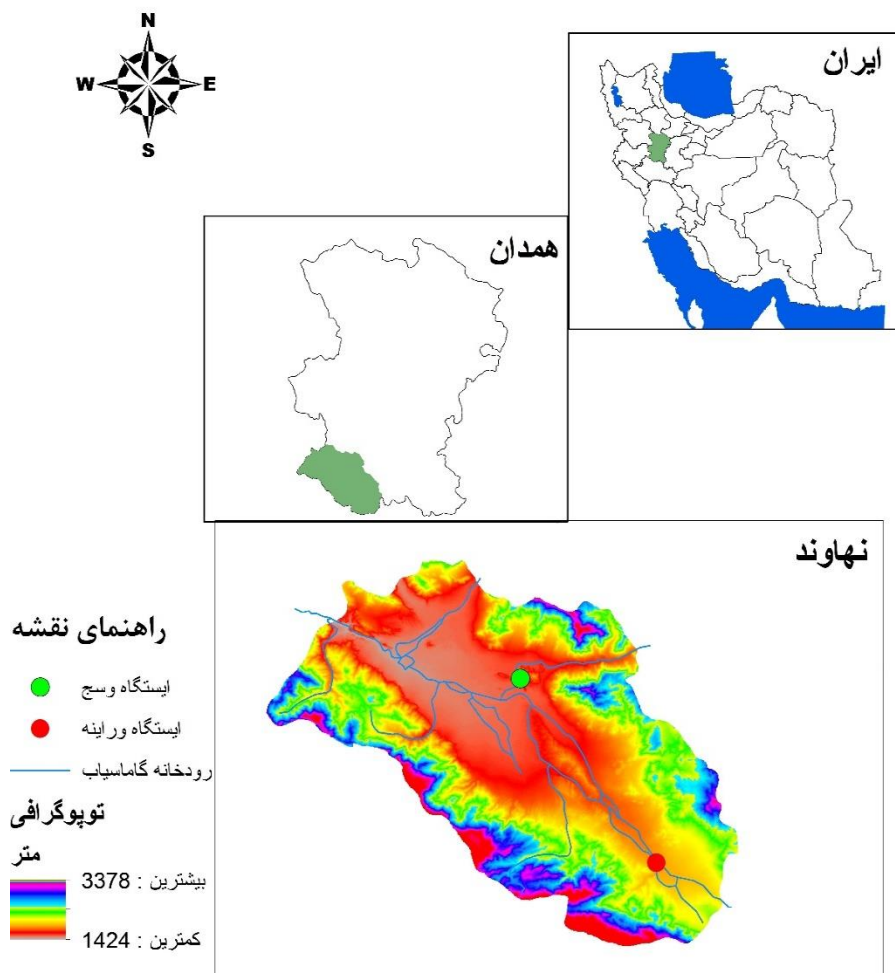 N
W E
S
ایران
همدان
نهاوند
راهنمای نقشه
ایستگاه وسج
ایستگاه وراینه
رودخانه گاماسیاب
توپوگرافی
متر
بیشترین : 3378
کمترین : 1424